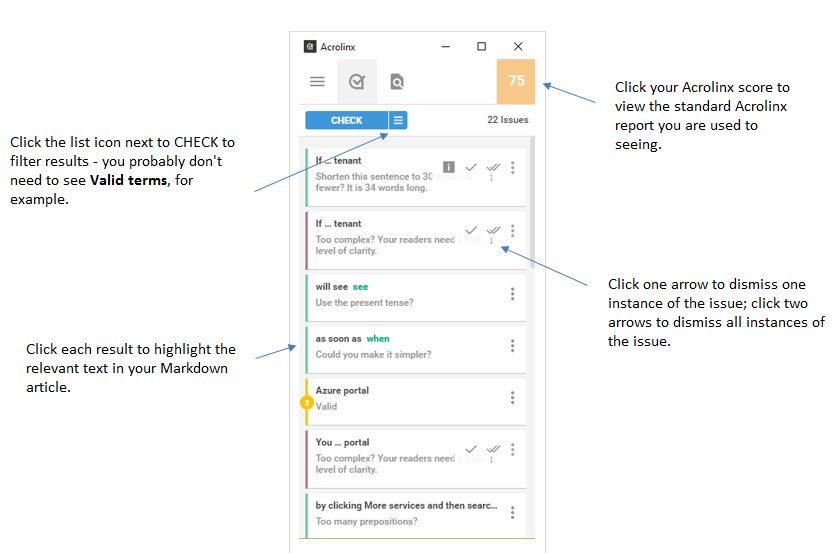 Acrolinx
75
CHECK
22 Issues
Click your Acrolinx score to
view the standard Acrolinx
report you are used to
seeing.
Click the list icon next to CHECK to
filter results - you probably don't
need to see Valid terms, for
example.
If ... tenant
Shorten this sentence to 30 words or
fewer? It is 34 words long.
1
If ... tenant
Too complex? Your readers need a high
level of clarity.
1
Click one arrow to dismiss one
instance of the issue; click two
arrows to dismiss all instances of
the issue.
will see see
Use the present tense?
Click each result to highlight the
relevant text in your Markdown
article.
as soon as when
Could you make it simpler?
Azure portal
3
Valid
You ... portal
Too complex? Your readers need a high
level of clarity.
1
by clicking More services and then searc...
Too many prepositions?